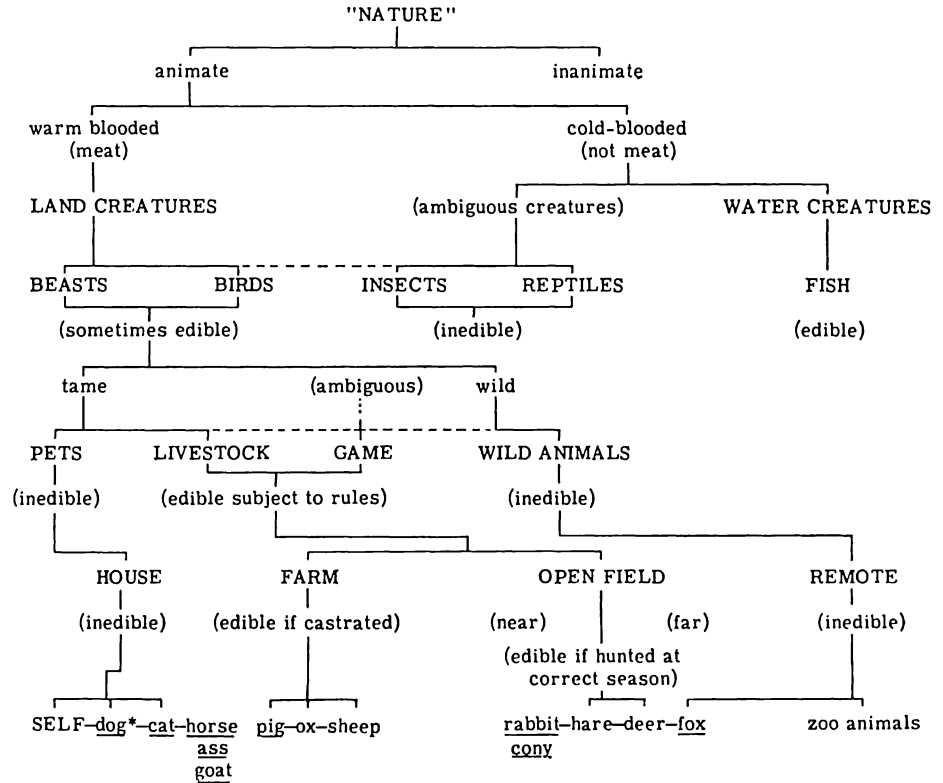 "NATURE"
animate inanimate
warm blooded cold-blooded
(meat) (not meat)
LAND CREATURES (ambiguous creatures) WATER CREATURES
BEASTS BIRDS INSECTS REPTILES FISH
(sometimes edible) (inedible) (edible)
tame (ambiguous) wild
PETS LIVESTOCK GAME WILD ANIMALS
(inedible) (edible subject to rules) (inedible)
HOUSE FARM OPEN FIELD REMOTE
(inedible) (edible if castrated) (near) (far) (inedible)
(edible if hunted at
correct season)
SELF–dog*–cat–horse pig–ox–sheep rabbit–hare–deer–fox zoo animals
ass cony
goat